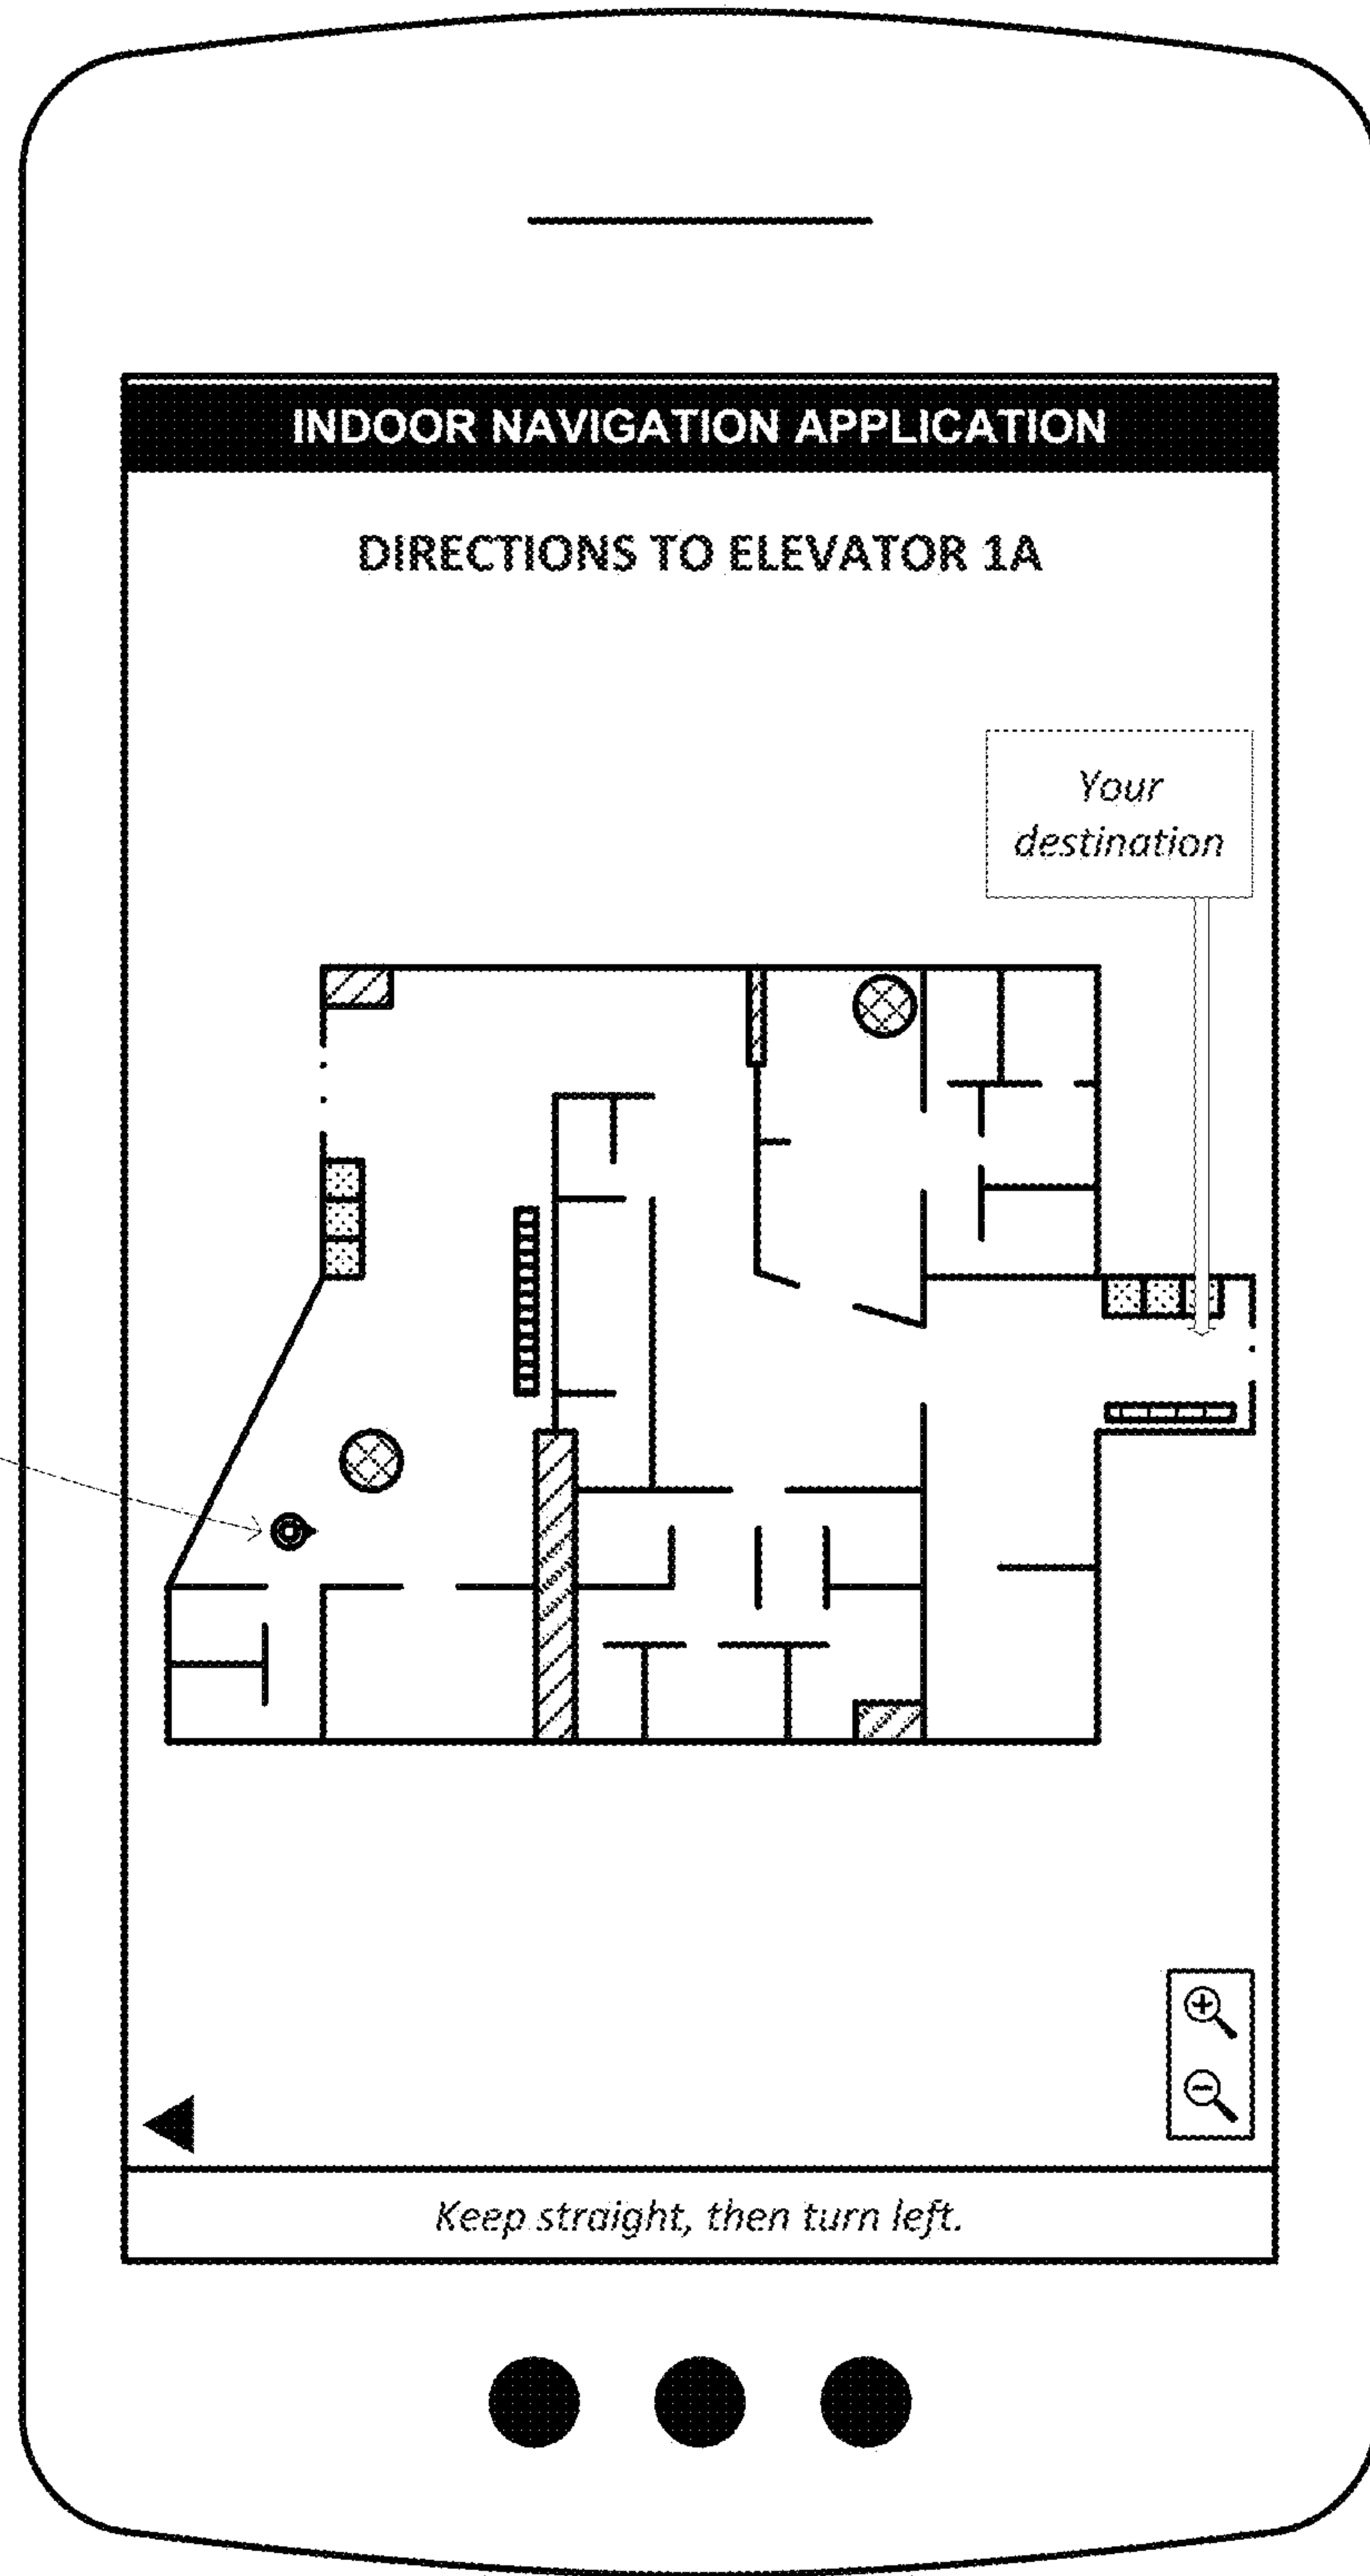 INDOOR NAVIGATION APPLICATION
DIRECTIONS TO ELEVATOR 1A
Your
destination
Keep straight, then turn left.